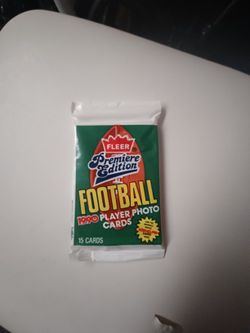 FLEER
Premiere
Edition
FOOTBALL
1990 PLAYER PHOTO
CARDS
15 CARDS